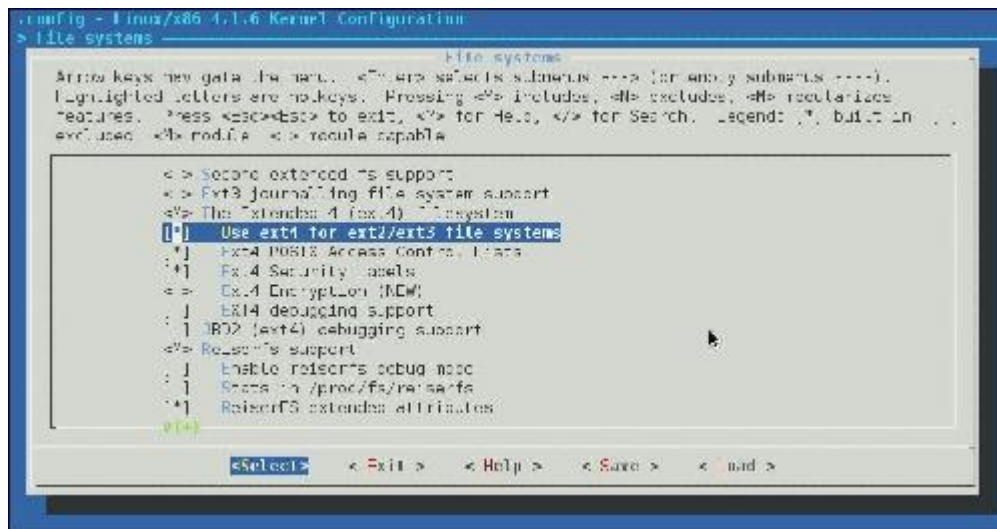 .config - Linux/x86 4.1.6 Kernel Configuration
> File systems
File systems
Arrow keys navigate the menu. <Enter> selects submenus ---> (or empty submenus ----).
Highlighted letters are hotkeys. Pressing <Y> includes, <N> excludes, <M> modularizes
features. Press <Esc><Esc> to exit, <?> for Help, </> for Search. Legend: [*] built-in [ ]
excluded <M> module < > module capable
< > Second extended fs support
< > Ext3 journalling file system support
<*> The Extended 4 (ext4) filesystem
[*] Use ext4 for ext2/ext3 file systems
[*] Ext4 POSIX Access Control Lists
[*] Ext4 Security Labels
< > Ext4 Encryption (NEW)
[ ] EXT4 debugging support
[ ] JBD2 (ext4) debugging support
<*> Reiserfs support
[ ] Enable reiserfs debug mode
[ ] Stats in /proc/fs/reiserfs
[*] ReiserFS extended attributes
(+)
<Select> < Exit > < Help > < Save > < Load >